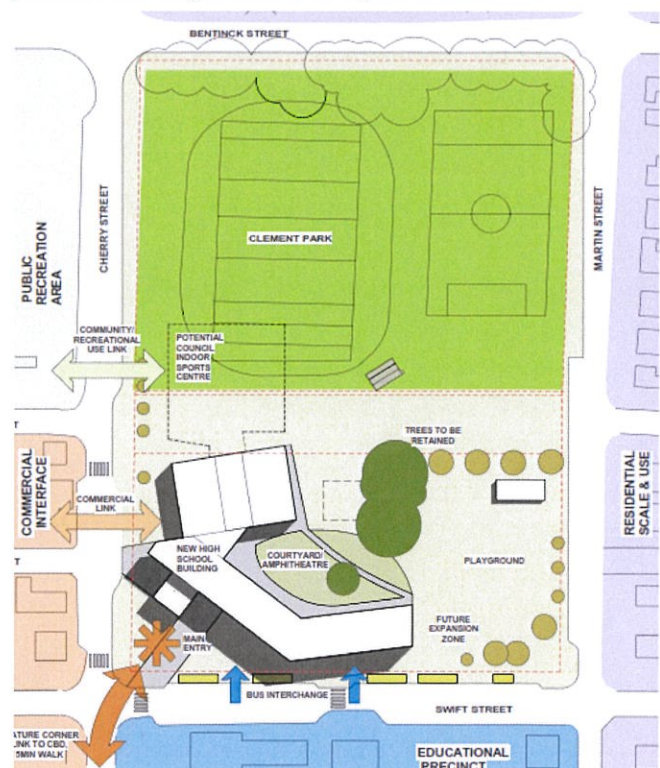 BENTINCK STREET
CHERRY STREET
MARTIN STREET
PUBLIC
RECREATION
AREA
CLEMENT PARK
COMMUNITY/
RECREATIONAL
USE LINK
POTENTIAL
COUNCIL
INDOOR
SPORTS
CENTRE
TREES TO BE
RETAINED
T
COMMERCIAL
INTERFACE
COMMERCIAL
LINK
RESIDENTIAL
SCALE & USE
NEW HIGH
SCHOOL
BUILDING
COURTYARD/
AMPHITHEATRE
PLAYGROUND
T
FUTURE
EXPANSION
ZONE
MAIN
ENTRY
BUS INTERCHANGE
SWIFT STREET
ATURE CORNER
LINK TO CBD,
5MIN WALK
EDUCATIONAL
PRECINCT